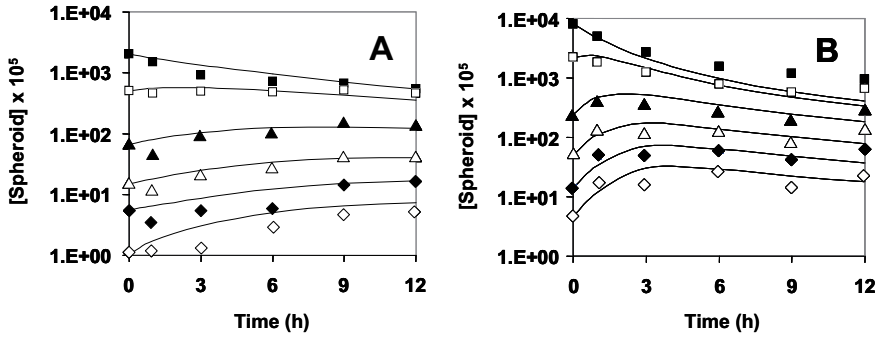 A
[Spheroid] x 10⁵
1.E+04
1.E+03
1.E+02
1.E+01
1.E+00
0 3 6 9 12
Time (h)
B
[Spheroid] x 10⁵
1.E+04
1.E+03
1.E+02
1.E+01
1.E+00
0 3 6 9 12
Time (h)